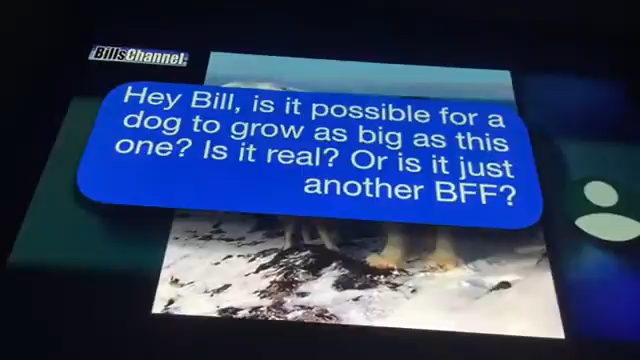 BillsChannel.
Hey Bill, is it possible for a
dog to grow as big as this
one? Is it real? Or is it just
another BFF?